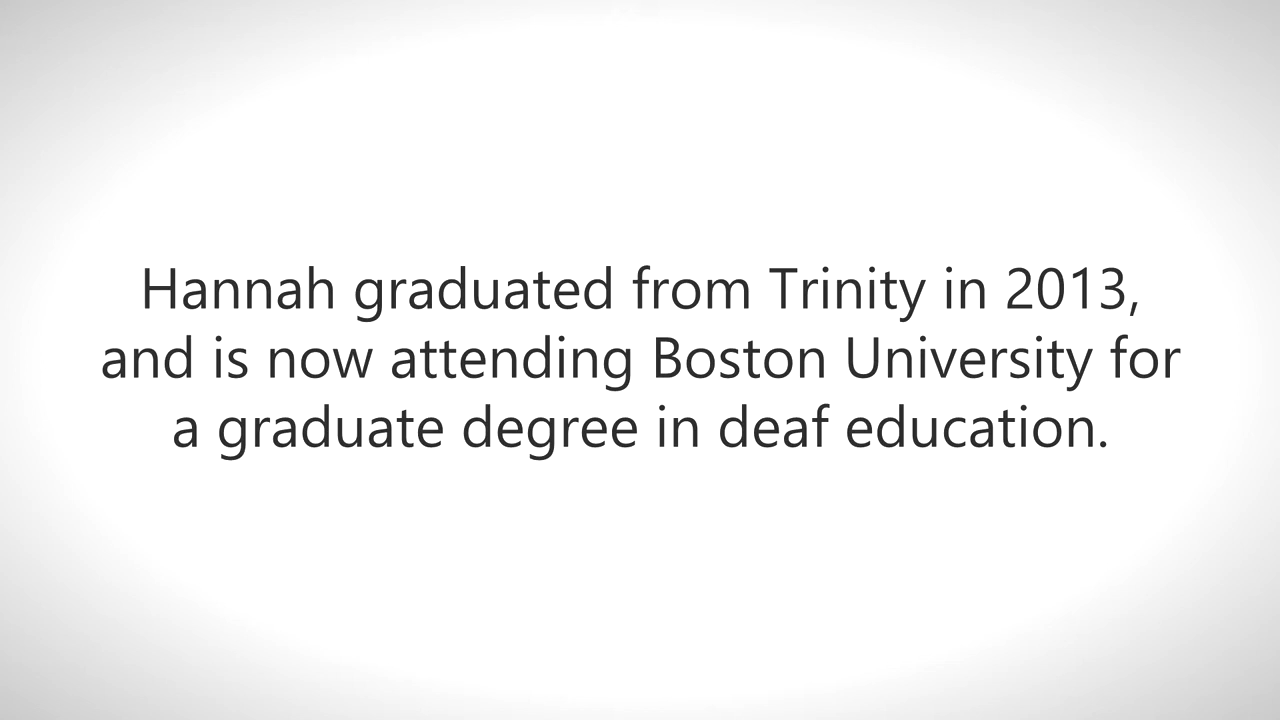 Hannah graduated from Trinity in 2013,
and is now attending Boston University for
a graduate degree in deaf education.